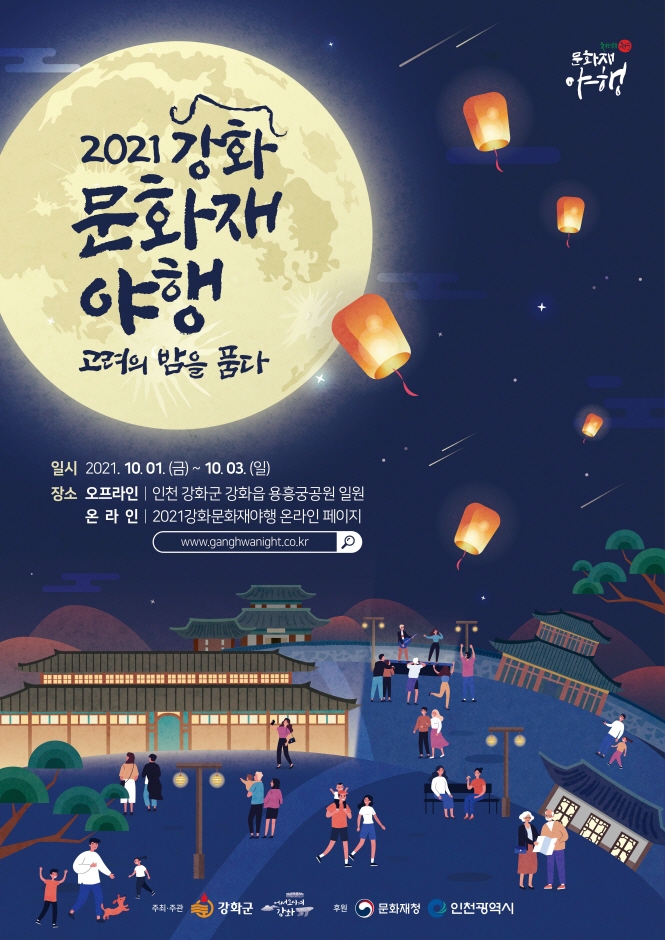 문화재
야행
2021 강화
문화재
야행
고려의 밤을 품다
일시 2021. 10. 01. (금) ~ 10. 03. (일)
장소 오프라인 | 인천 강화군 강화읍 용흥궁공원 일원
온 라 인 | 2021강화문화재야행 온라인 페이지
www.ganghwanight.co.kr
주최·주관 강화군 강화 후원 문화재청 인천광역시